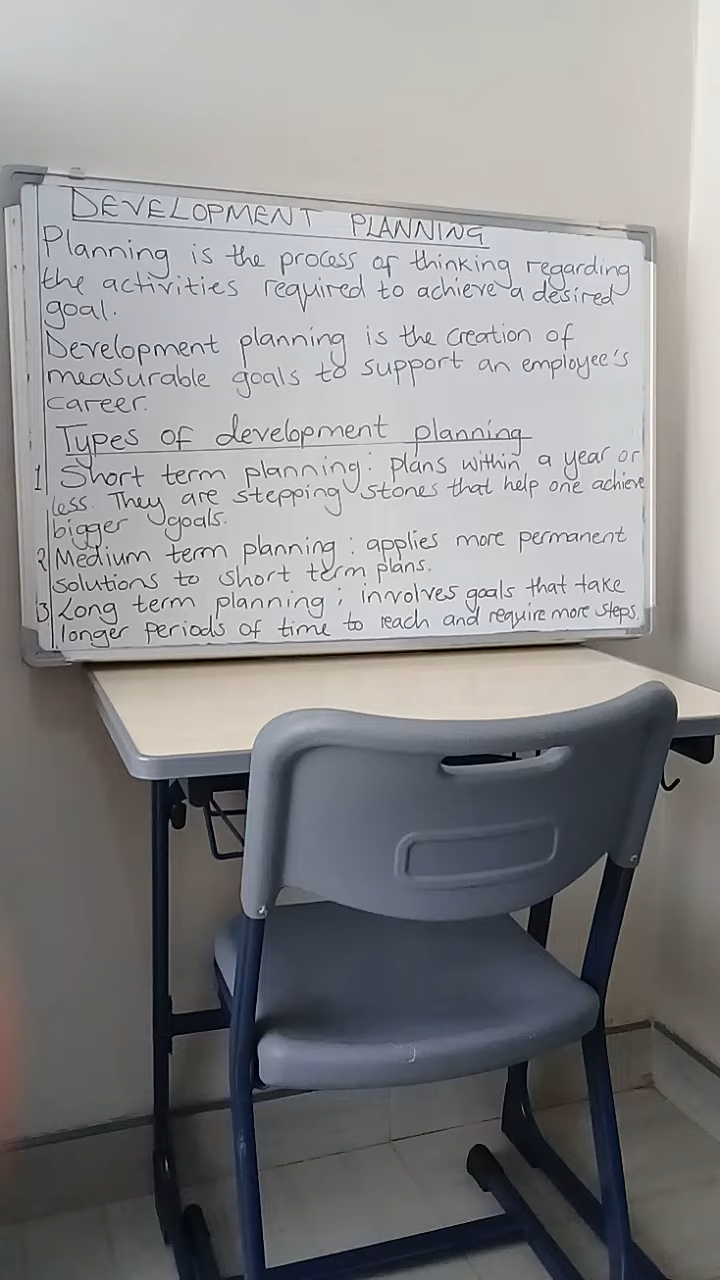 DEVELOPMENT PLANNING
Planning is the process of thinking regarding
the activities required to achieve a desired
goal.
Development planning is the creation of
measurable goals to support an employee's
career.
Types of development planning
1 Short term planning: plans within a year or
less. They are stepping stones that help one achieve
bigger goals.
2 Medium term planning: applies more permanent
solutions to short term plans.
3 Long term planning; involves goals that take
longer periods of time to reach and require more steps.